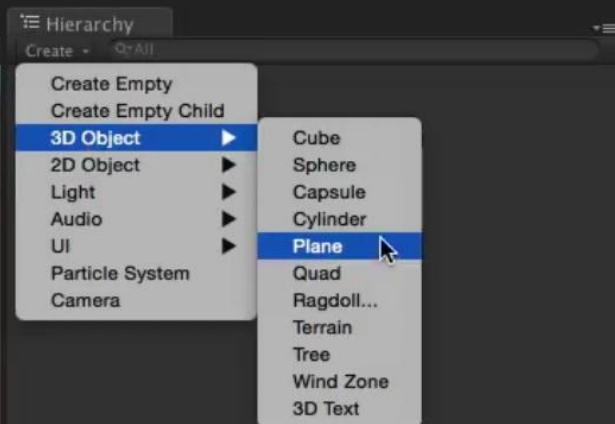 Hierarchy
Create
All
Create Empty
Create Empty Child
3D Object
2D Object
Light
Audio
UI
Particle System
Camera
Cube
Sphere
Capsule
Cylinder
Plane
Quad
Ragdoll...
Terrain
Tree
Wind Zone
3D Text